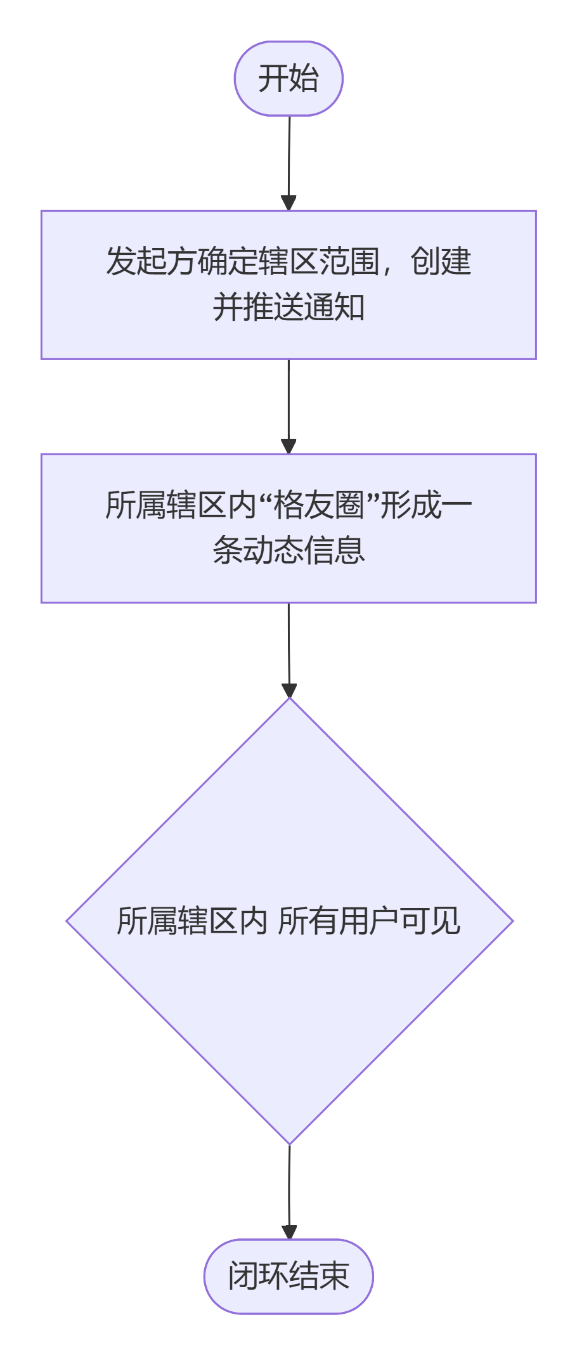 开始
发起方确定辖区范围，创建
并推送通知
所属辖区内“格友圈”形成一
条动态信息
所属辖区内 所有用户可见
闭环结束